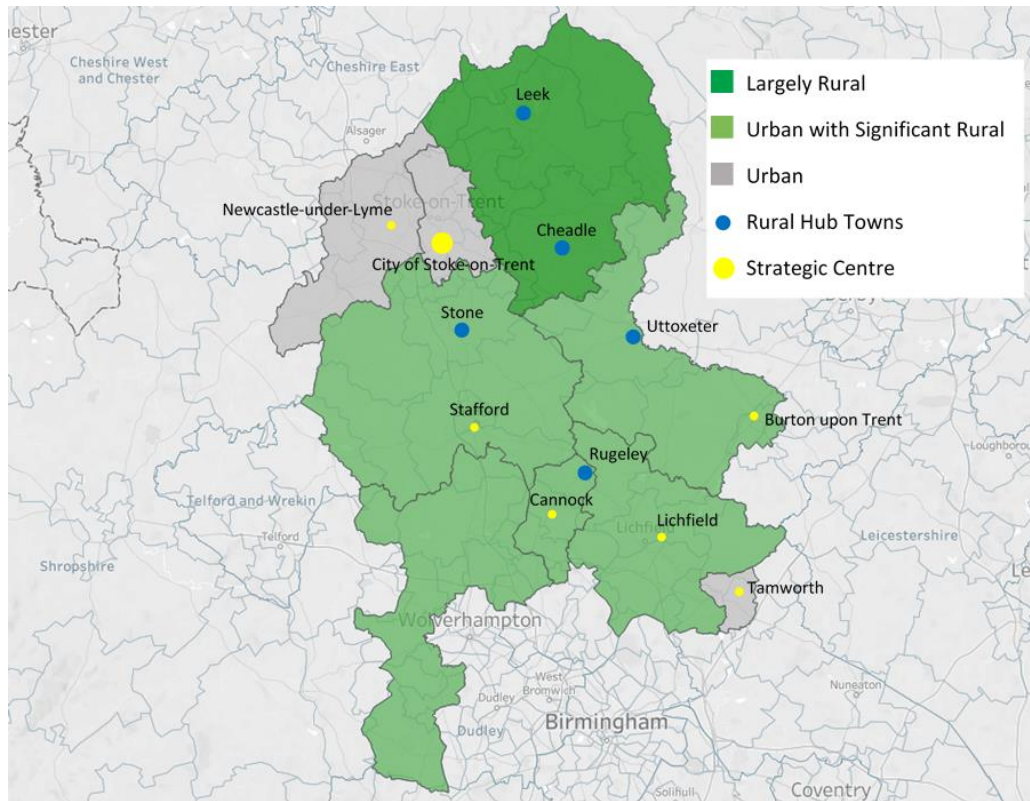 ester
Cheshire West
and Chester
Cheshire East
Alsager
Leek
Largely Rural
Urban with Significant Rural
Urban
Rural Hub Towns
Strategic Centre
Stoke-on-Trent
Newcastle-under-Lyme
City of Stoke-on-Trent
Cheadle
Derby
Stone
Uttoxeter
Stafford
Burton upon Trent
Loughborou
Rugeley
Telford and Wrekin
Telford
Cannock
Lichfield
Lichfield
Leicestershire
Shropshire
Le
Tamworth
Wolverhampton
West
Bromwich
Dudley
Dudley
Birmingham
Nuneaton
Solihull
Coventry